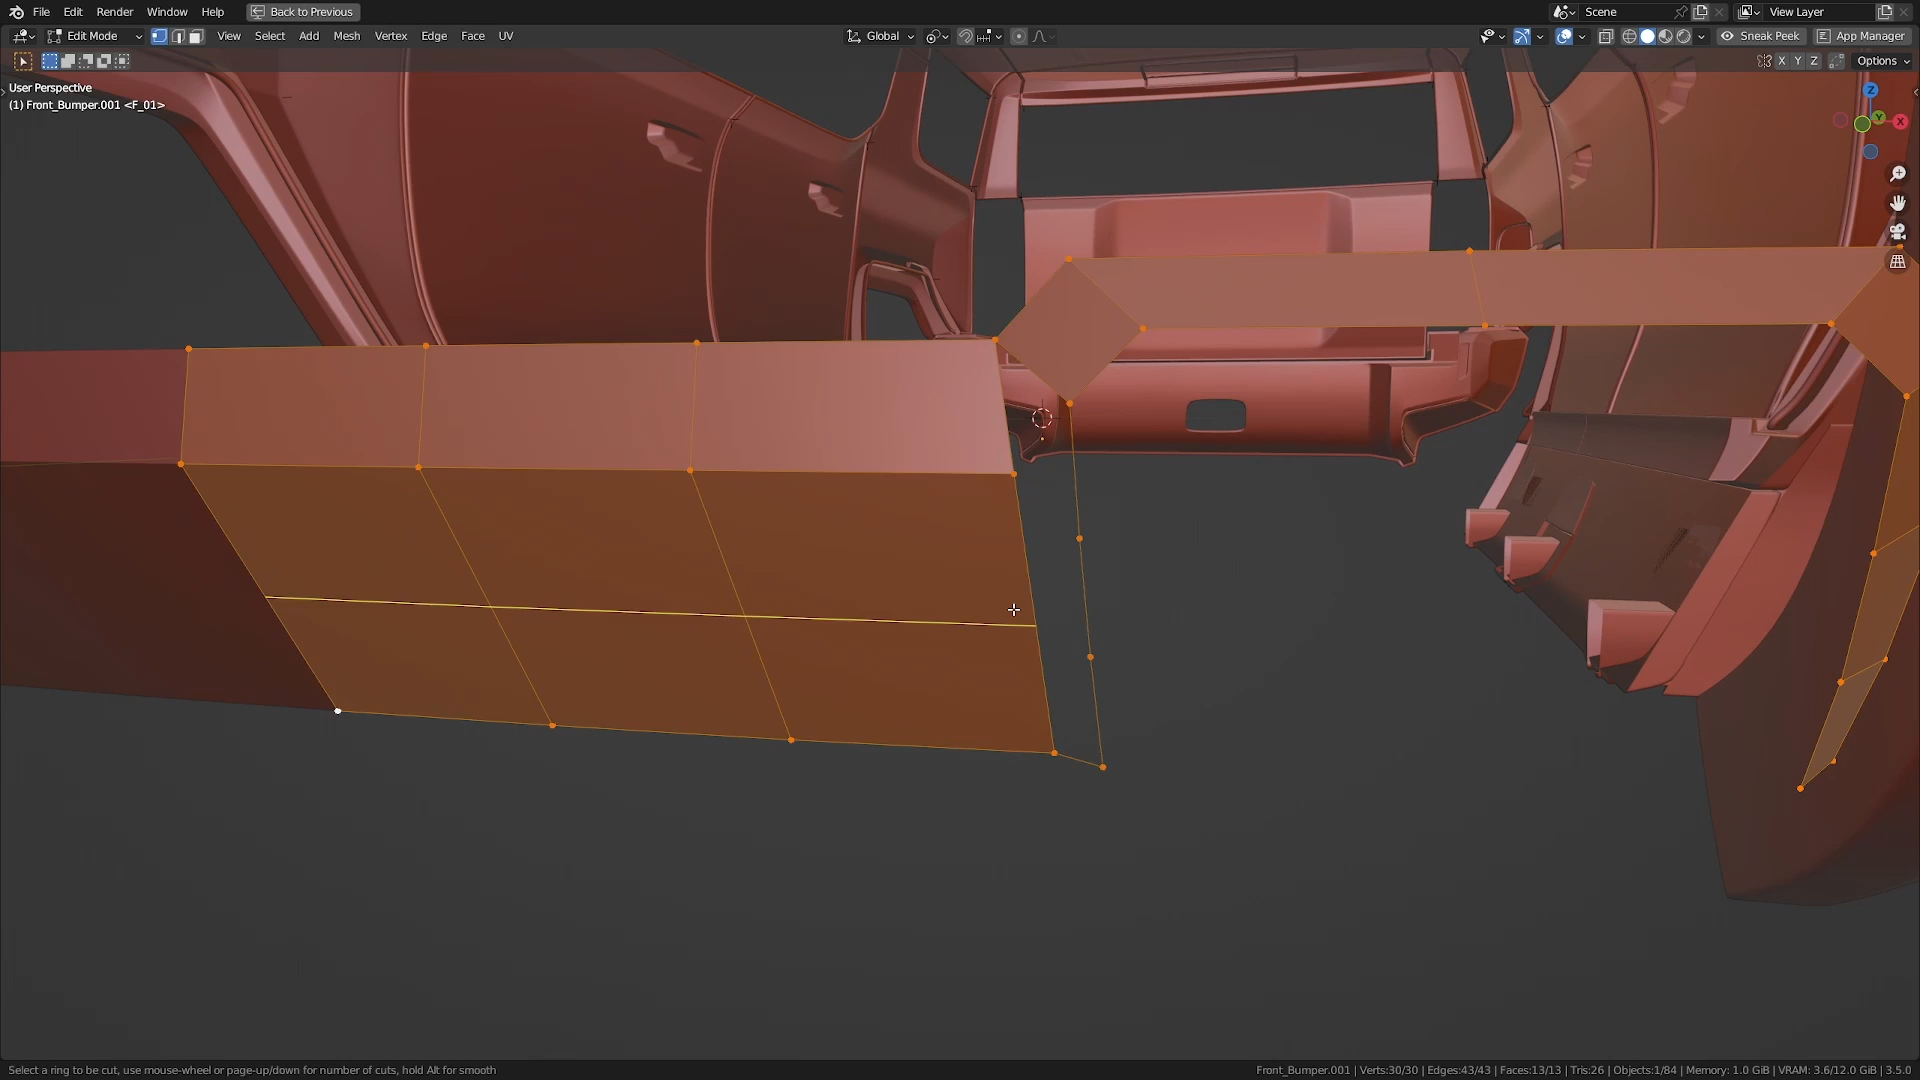 File Edit Render Window Help Back to Previous Scene View Layer
Edit Mode View Select Add Mesh Vertex Edge Face UV Global Sneak Peek App Manager
X Y Z Options
User Perspective
(1) Front_Bumper.001 <F_01>
Z
Y
X
Select a ring to be cut, use mouse-wheel or page-up/down for number of cuts, hold Alt for smooth Front_Bumper.001 | Verts:30/30 | Edges:43/43 | Faces:13/13 | Tris:26 | Objects:1/84 | Memory: 1.0 GiB | VRAM: 3.6/12.0 GiB | 3.5.0